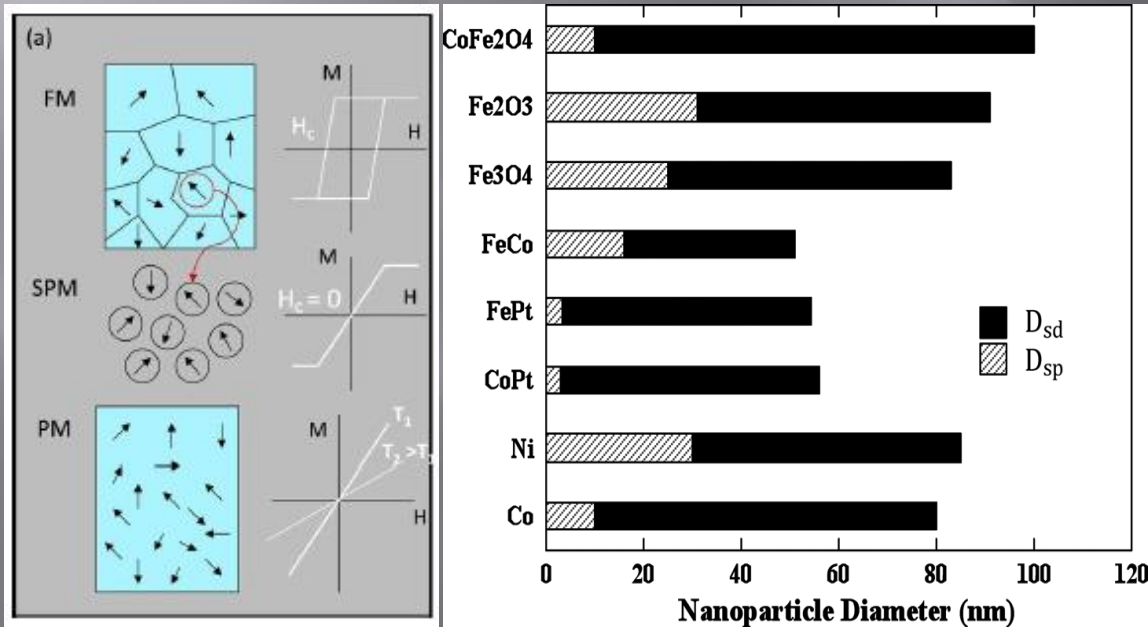 (a)
FM
M
H
Hc
SPM
M
H
Hc = 0
PM
M
T1
T2 >T1
H
CoFe2O4
Fe2O3
Fe3O4
FeCo
FePt
CoPt
Ni
Co
Dsd
Dsp
0 20 40 60 80 100 120
Nanoparticle Diameter (nm)